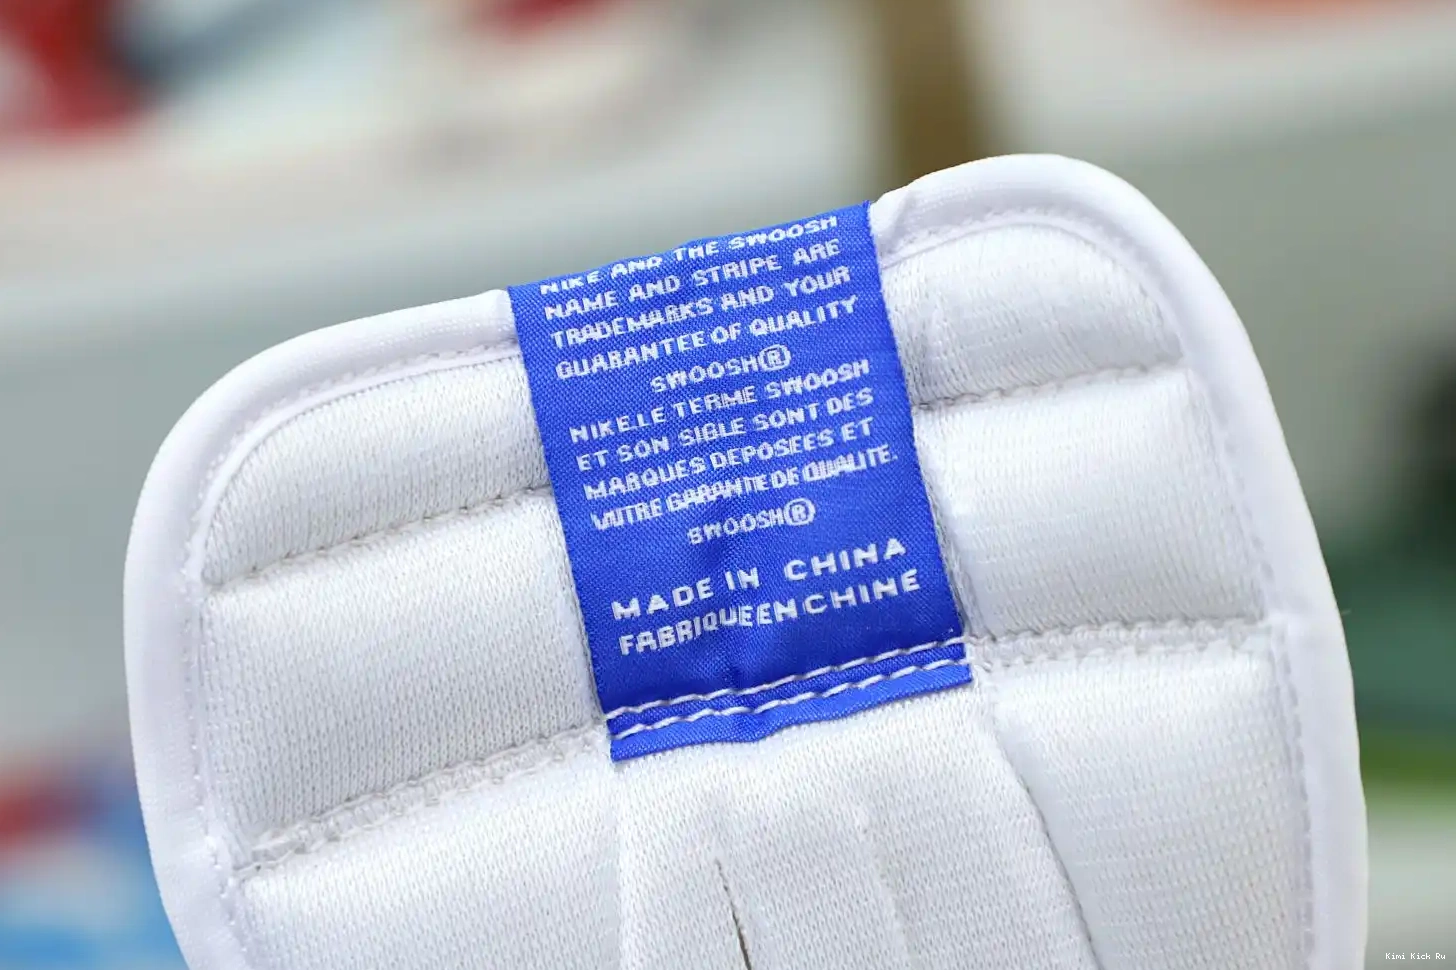 NIKE AND THE SWOOSH
NAME AND STRIPE ARE
TRADEMARKS AND YOUR
GUARANTEE OF QUALITY
SWOOSH®
NIKE.LE TERME SWOOSH
ET SON SIGLE SONT DES
MARQUES DEPOSEES ET
VUTRE GARANTIE DE QUALITE.
SWOOSH®
MADE IN CHINA
FABRIQUE EN CHINE
Kimi Kick Ru